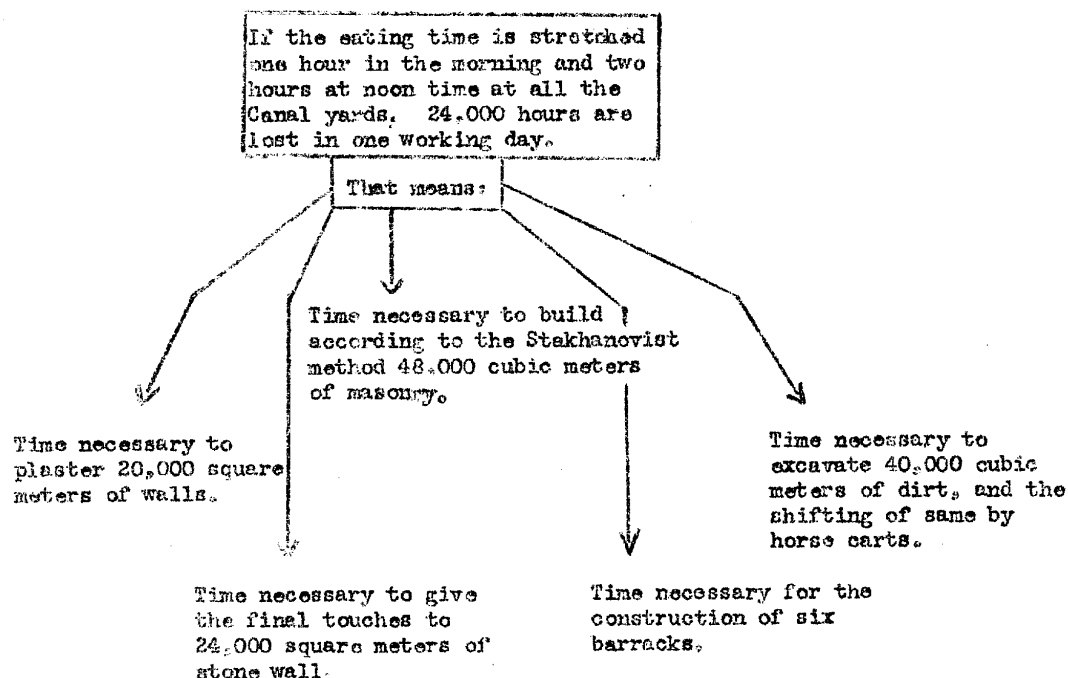 If the eating time is stretched
one hour in the morning and two
hours at noon time at all the
Canal yards. 24,000 hours are
lost in one working day.
That means:
Time necessary to build
according to the Stakhanovist
method 48,000 cubic meters
of masonry.
Time necessary to
plaster 20,000 square
meters of walls.
Time necessary to
excavate 40,000 cubic
meters of dirt, and the
shifting of same by
horse carts.
Time necessary to give
the final touches to
24,000 square meters of
stone wall.
Time necessary for the
construction of six
barracks.